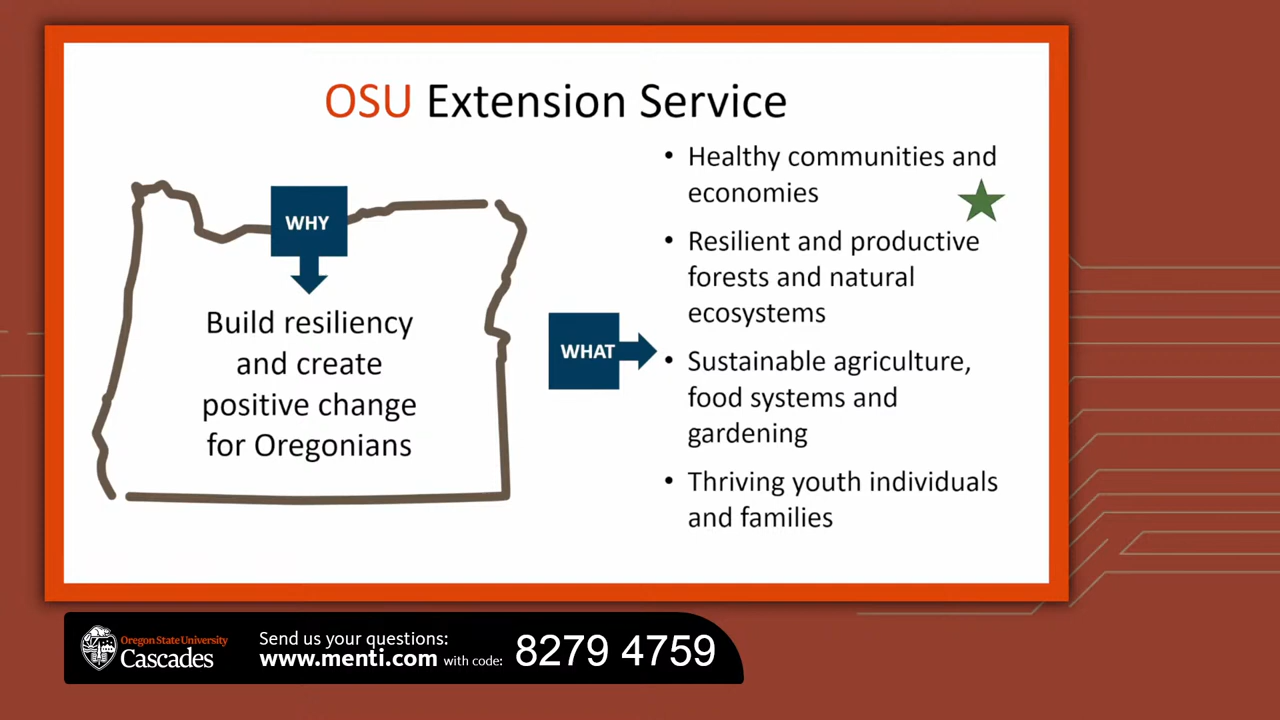 OSU Extension Service
WHY
Build resiliency
and create
positive change
for Oregonians
WHAT
• Healthy communities and
economies
• Resilient and productive
forests and natural
ecosystems
• Sustainable agriculture,
food systems and
gardening
• Thriving youth individuals
and families
Oregon State University
Cascades
Send us your questions:
www.menti.com with code:
8279 4759